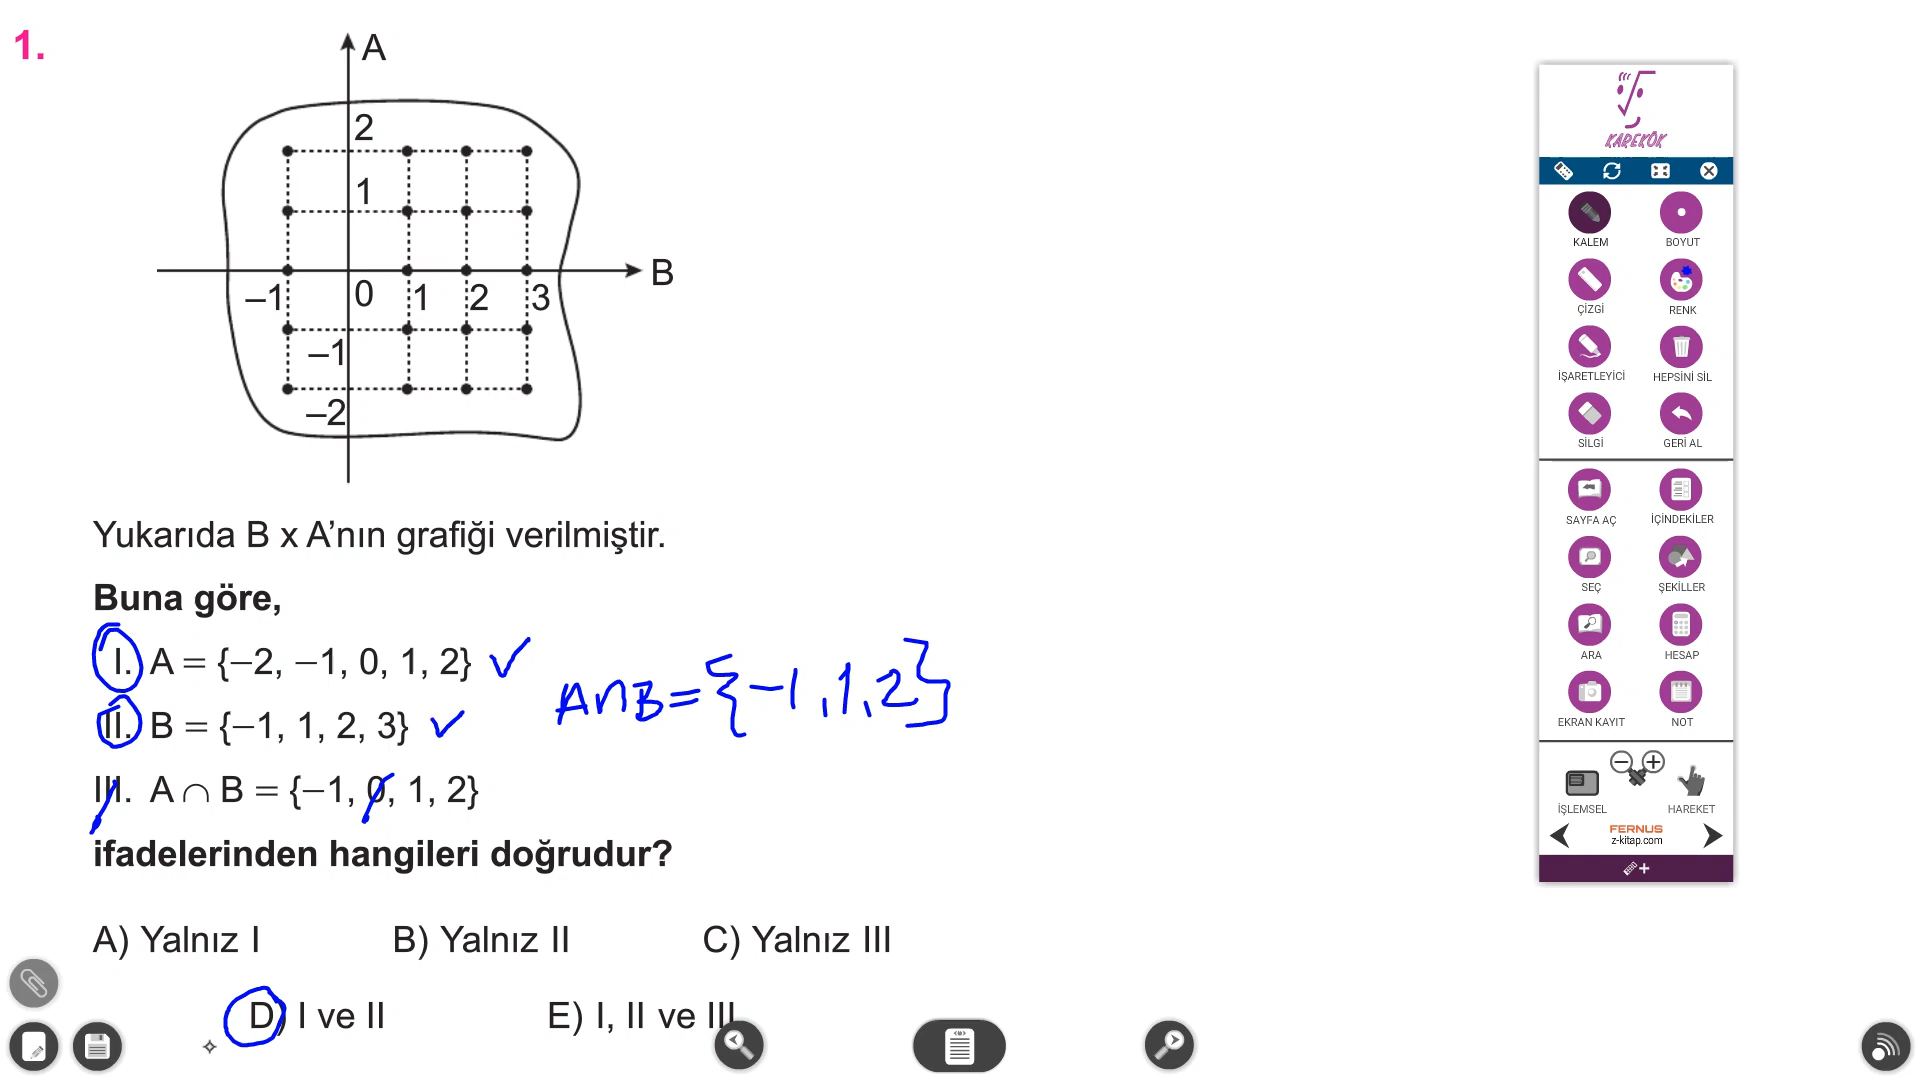 1.
A
2
1
B
–1
0
1
2
3
–1
–2
Yukarıda B x A’nın grafiği verilmiştir.
Buna göre,
I. A = {–2, –1, 0, 1, 2} ✓
A∩B = {–1, 1, 2}
II. B = {–1, 1, 2, 3} ✓
III. A ∩ B = {–1, 0, 1, 2}
ifadelerinden hangileri doğrudur?
A) Yalnız I B) Yalnız II C) Yalnız III
D) I ve II E) I, II ve III
KAREKÖK
KALEM BOYUT
ÇİZGİ RENK
İŞARETLEYİCİ HEPSİNİ SİL
SİLGİ GERİ AL
SAYFA AÇ İÇİNDEKİLER
SEÇ ŞEKİLLER
ARA HESAP
EKRAN KAYIT NOT
İŞLEMSEL HAREKET
FERNUS
z-kitap.com